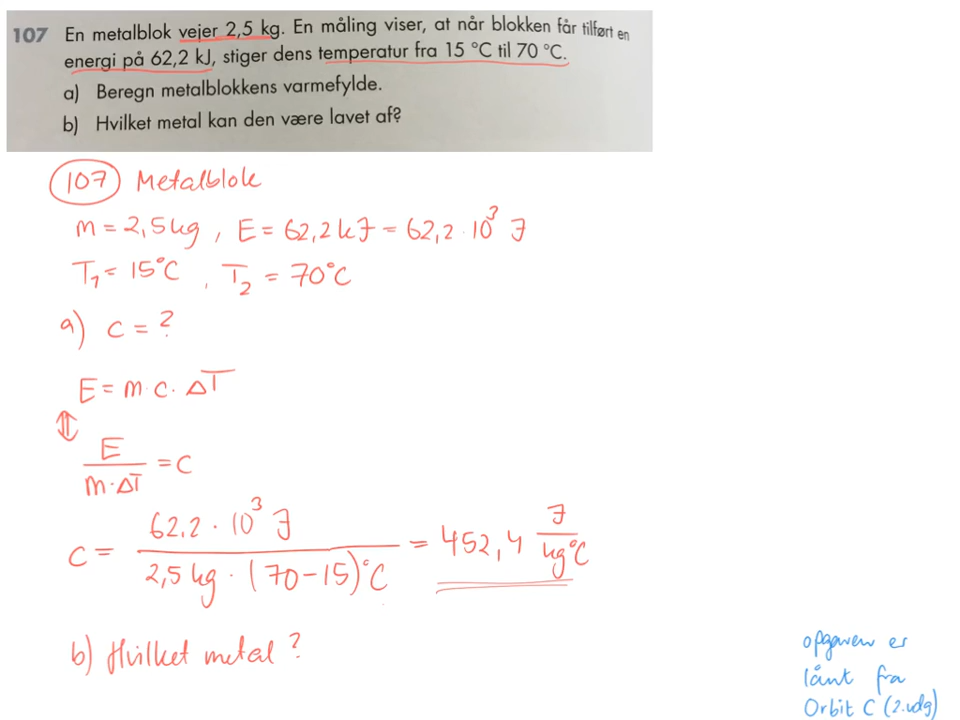 107 En metalblok vejer 2,5 kg. En måling viser, at når blokken får tilført en
energi på 62,2 kJ, stiger dens temperatur fra 15 °C til 70 °C.
a) Beregn metalblokkens varmefylde.
b) Hvilket metal kan den være lavet af?
107 Metalblok
m = 2,5 kg, E = 62,2 kJ = 62,2 · 10³ J
T₁ = 15°C, T₂ = 70°C
a) c = ?
E = m · c · ΔT
⇕
E / m · ΔT = c
c = 62,2 · 10³ J / 2,5 kg · (70 − 15)°C = 452,4 J / kg°C
b) Hvilket metal?
opgaven er
lånt fra
Orbit C (2.udg)